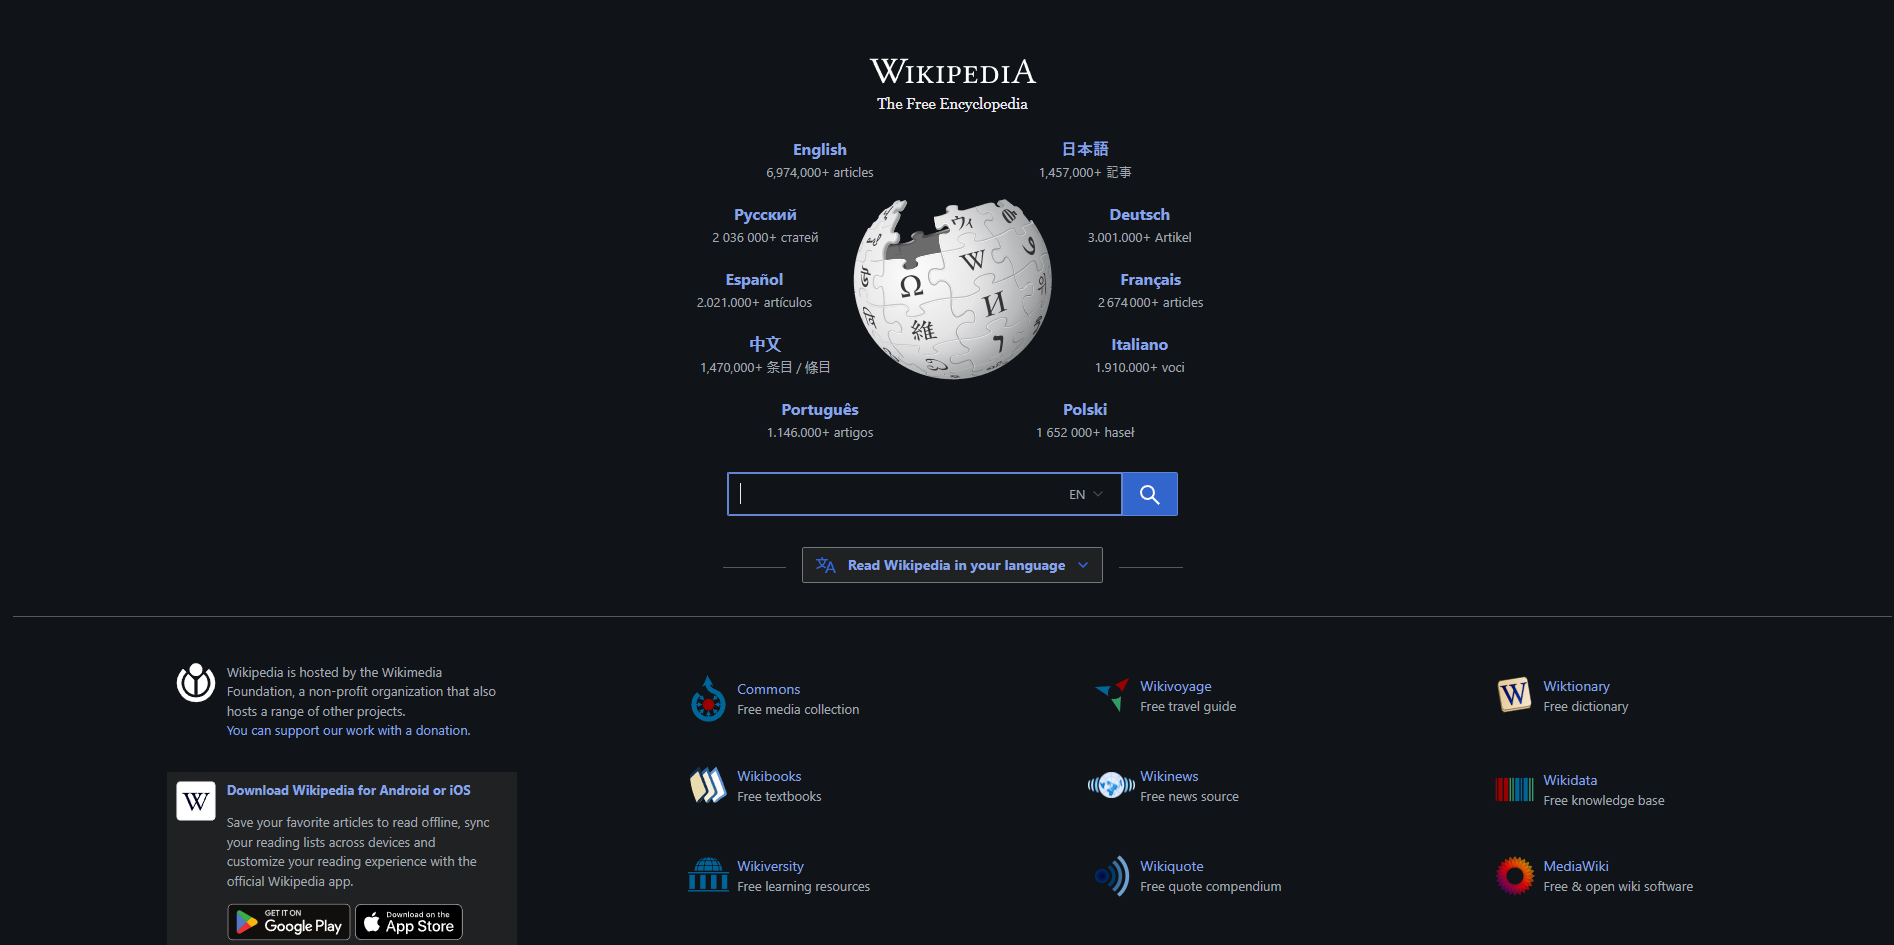 WIKIPEDIA
The Free Encyclopedia
English
6,974,000+ articles
日本語
1,457,000+ 記事
Русский
2 036 000+ статей
Deutsch
3.001.000+ Artikel
Español
2.021.000+ artículos
Français
2 674 000+ articles
中文
1,470,000+ 条目 / 條目
Italiano
1.910.000+ voci
Português
1.146.000+ artigos
Polski
1 652 000+ haseł
Ω
W
И
維
ウィ
EN
Read Wikipedia in your language
Wikipedia is hosted by the Wikimedia
Foundation, a non-profit organization that also
hosts a range of other projects.
You can support our work with a donation.
W
Download Wikipedia for Android or iOS
Save your favorite articles to read offline, sync
your reading lists across devices and
customize your reading experience with the
official Wikipedia app.
GET IT ON
Google Play
Download on the
App Store
Commons
Free media collection
Wikivoyage
Free travel guide
W
Wiktionary
Free dictionary
Wikibooks
Free textbooks
Wikinews
Free news source
Wikidata
Free knowledge base
Wikiversity
Free learning resources
Wikiquote
Free quote compendium
MediaWiki
Free & open wiki software